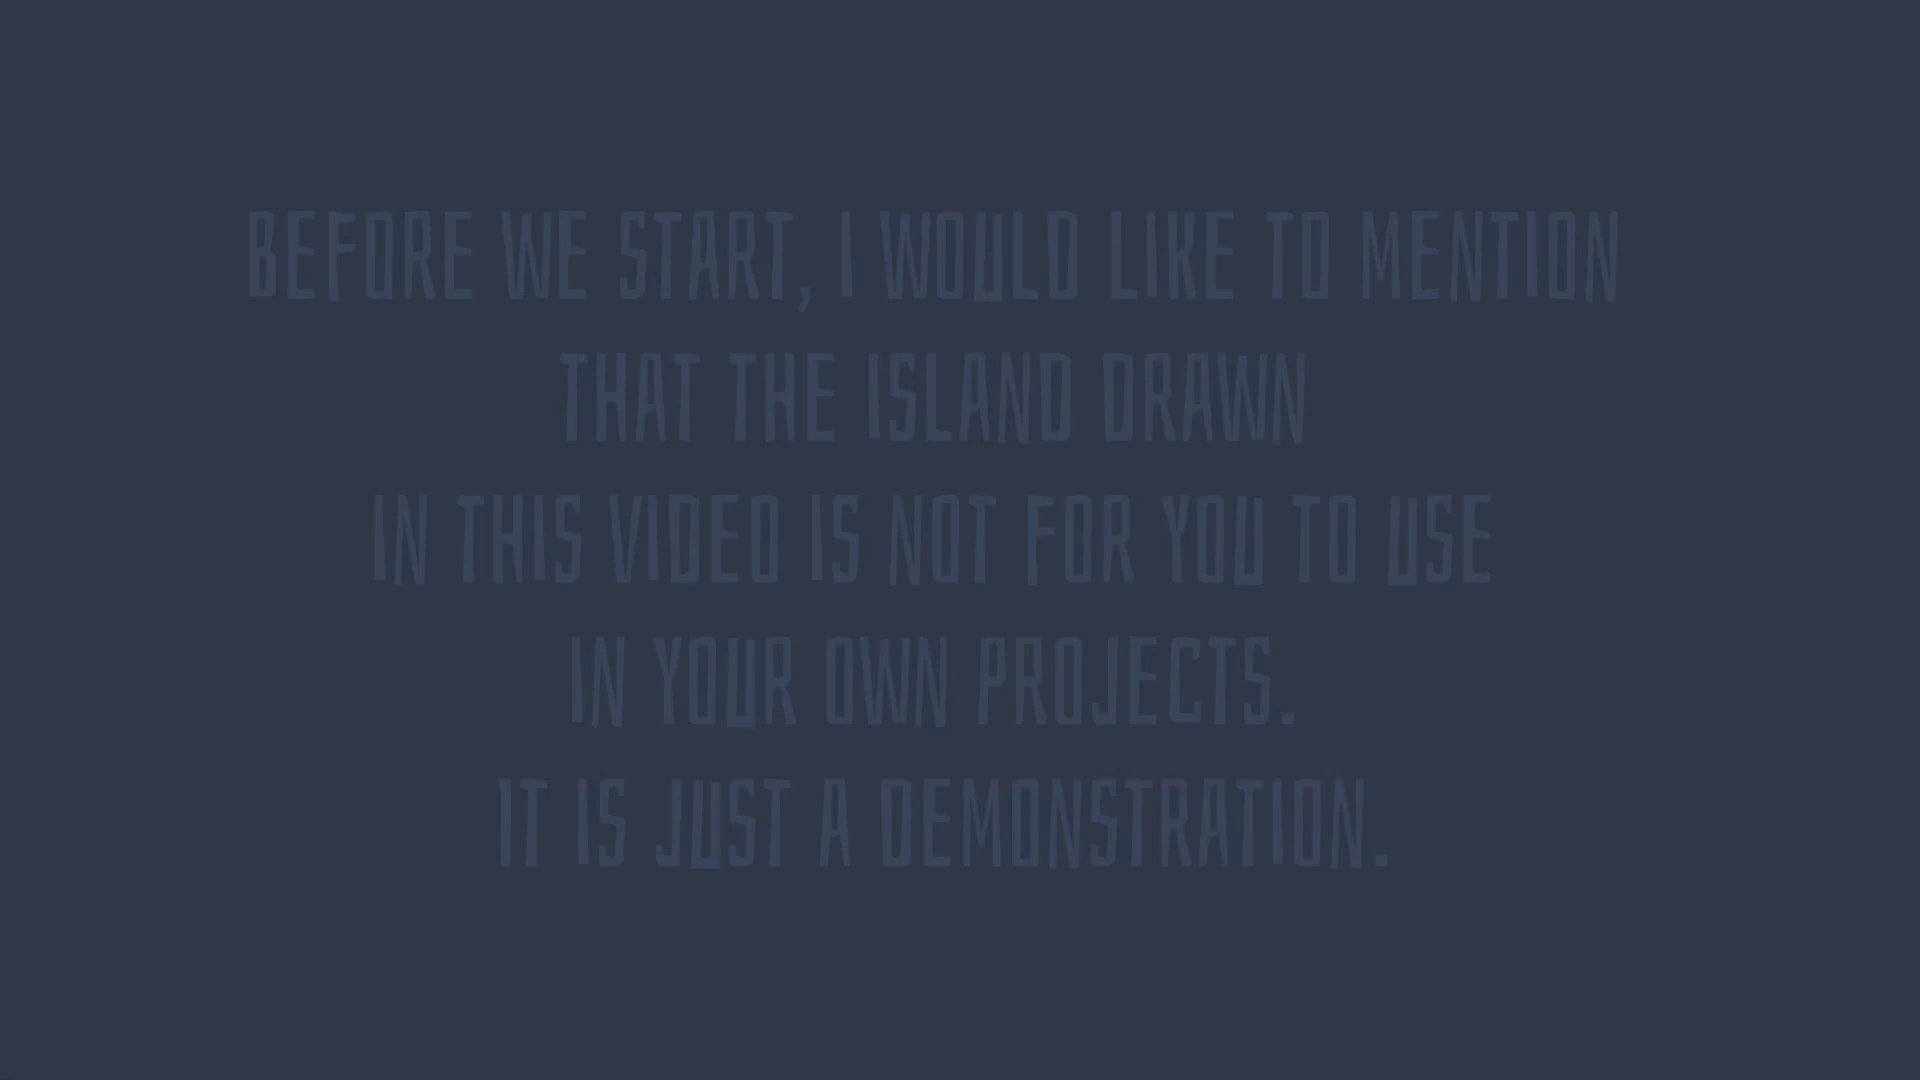 BEFORE WE START, I WOULD LIKE TO MENTION
THAT THE ISLAND DRAWN
IN THIS VIDEO IS NOT FOR YOU TO USE
IN YOUR OWN PROJECTS.
IT IS JUST A DEMONSTRATION.